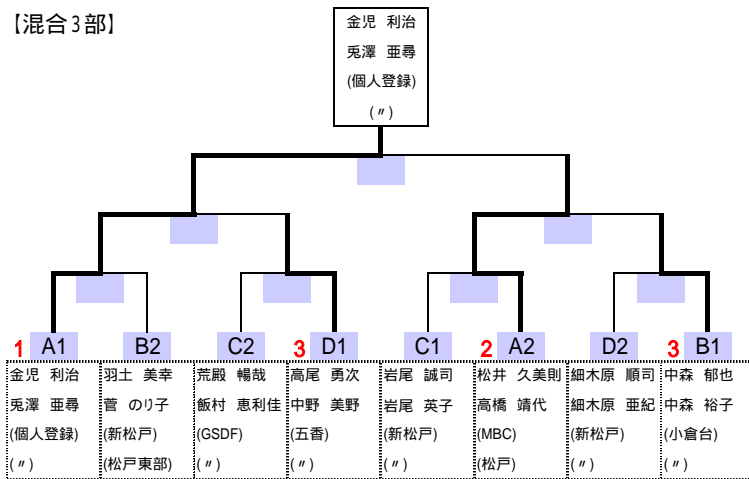 【混合3部】
金児 利治
兎澤 亜尋
(個人登録)
(〃)
1 A1 B2 C2 3 D1 C1 2 A2 D2 3 B1
金児 利治
兎澤 亜尋
(個人登録)
(〃)
羽土 美幸
菅 のり子
(新松戸)
(松戸東部)
荒殿 暢哉
飯村 恵利佳
(GSDF)
(〃)
高尾 勇次
中野 美野
(五香)
(〃)
岩尾 誠司
岩尾 英子
(新松戸)
(〃)
松井 久美則
高橋 靖代
(MBC)
(松戸)
細木原 順司
細木原 亜紀
(新松戸)
(〃)
中森 郁也
中森 裕子
(小倉台)
(〃)